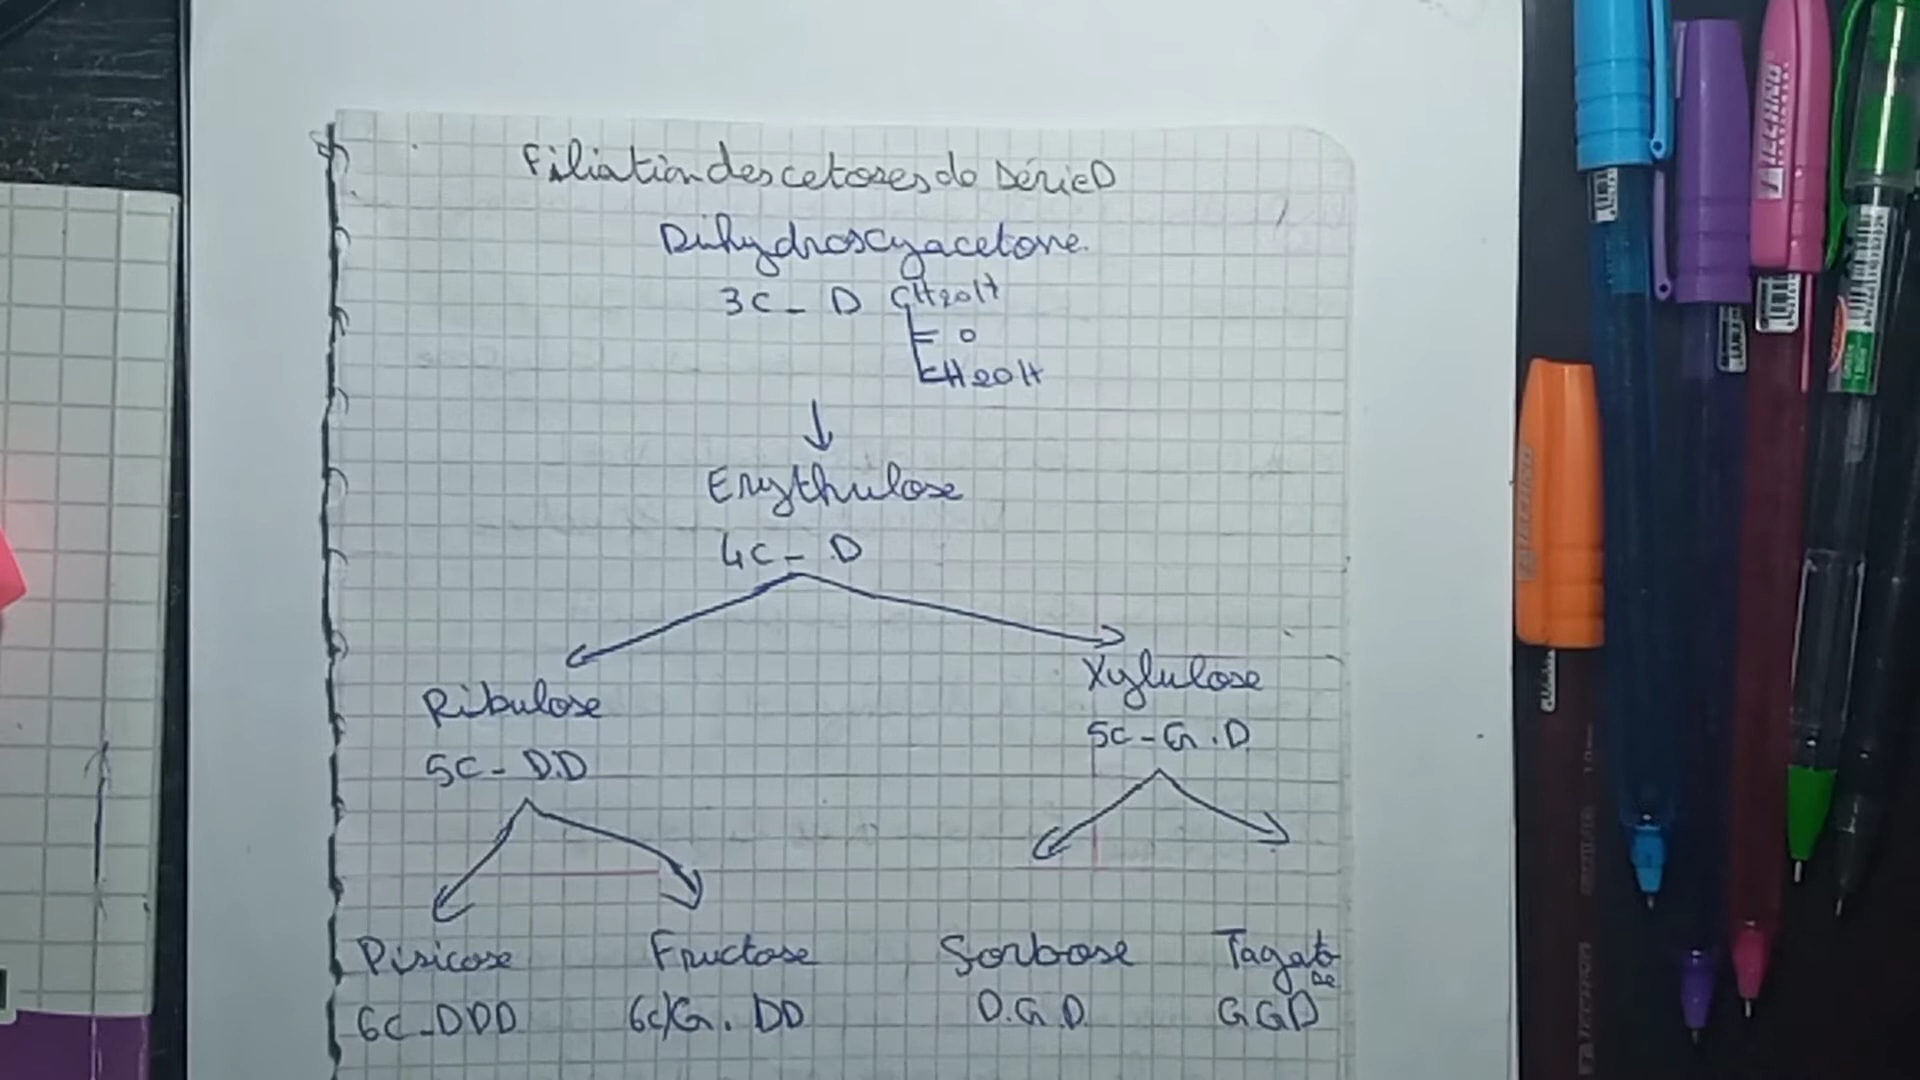 Filiation des cetoses de série D
Dihydroxyacetone.
3C - D CH2OH
= O
CH2OH
Erythulose
4C - D
Ribulose
Xylulose
5C - D.D
5C - G.D
Pisicose Fructose Sorbose Tagatose
6C - DDD 6C/G. DD D.G.D GGD
TECHNO